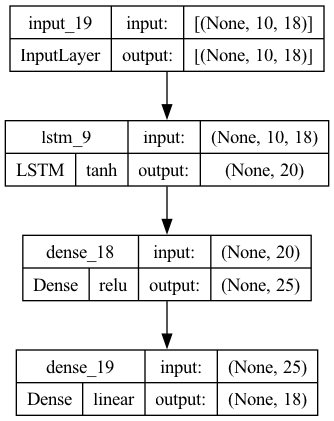 input_19 input: [(None, 10, 18)]
InputLayer output: [(None, 10, 18)]
lstm_9 input: (None, 10, 18)
LSTM tanh output: (None, 20)
dense_18 input: (None, 20)
Dense relu output: (None, 25)
dense_19 input: (None, 25)
Dense linear output: (None, 18)